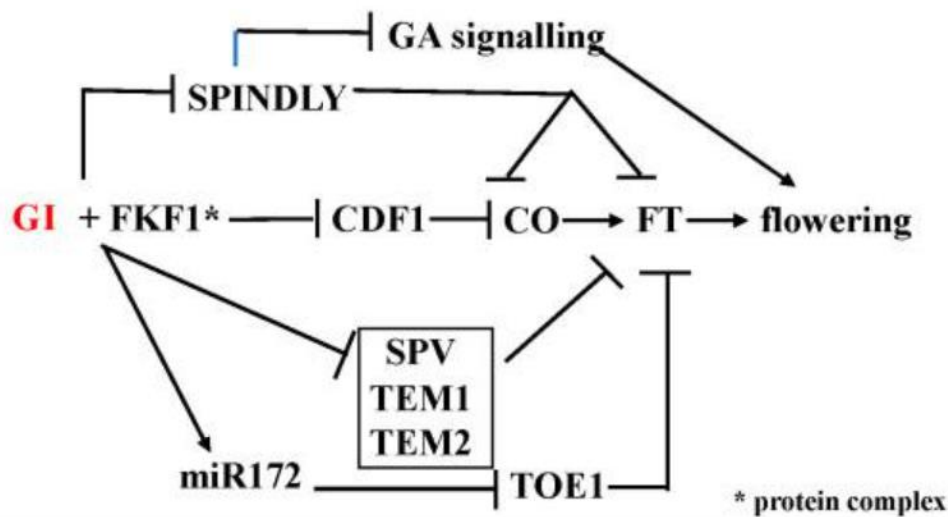 GA signalling
SPINDLY
GI + FKF1* CDF1 CO FT flowering
SPV
TEM1
TEM2
miR172 TOE1
* protein complex